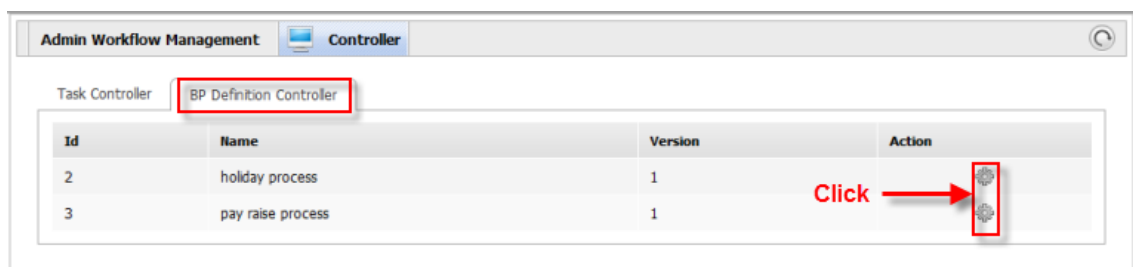 Admin Workflow Management Controller
Task Controller BP Definition Controller
Id Name Version Action
2 holiday process 1
Click
3 pay raise process 1